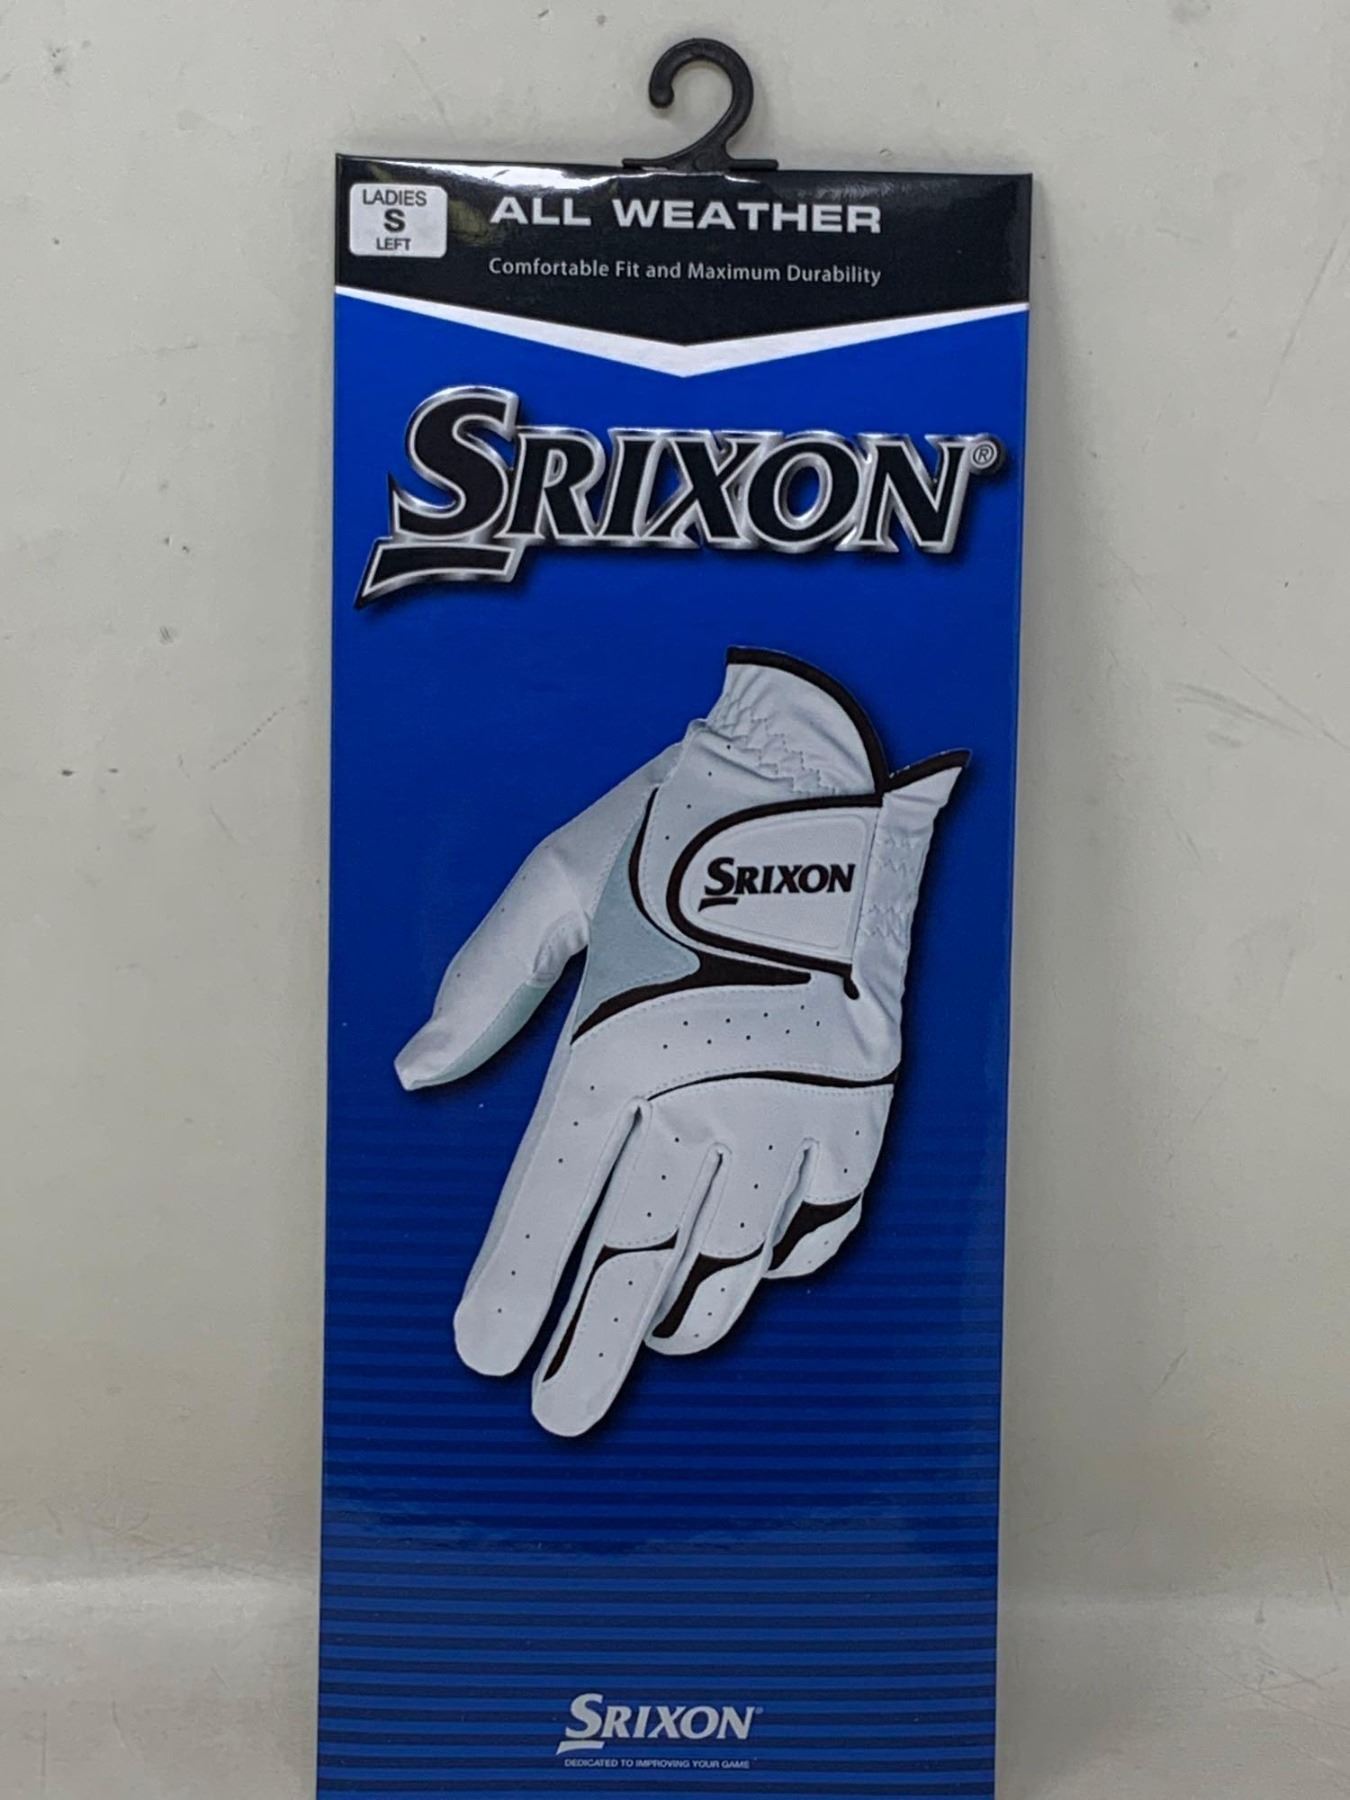 LADIES
S
LEFT
ALL WEATHER
Comfortable Fit and Maximum Durability
SRIXON®
SRIXON
SRIXON®
DEDICATED TO IMPROVING YOUR GAME